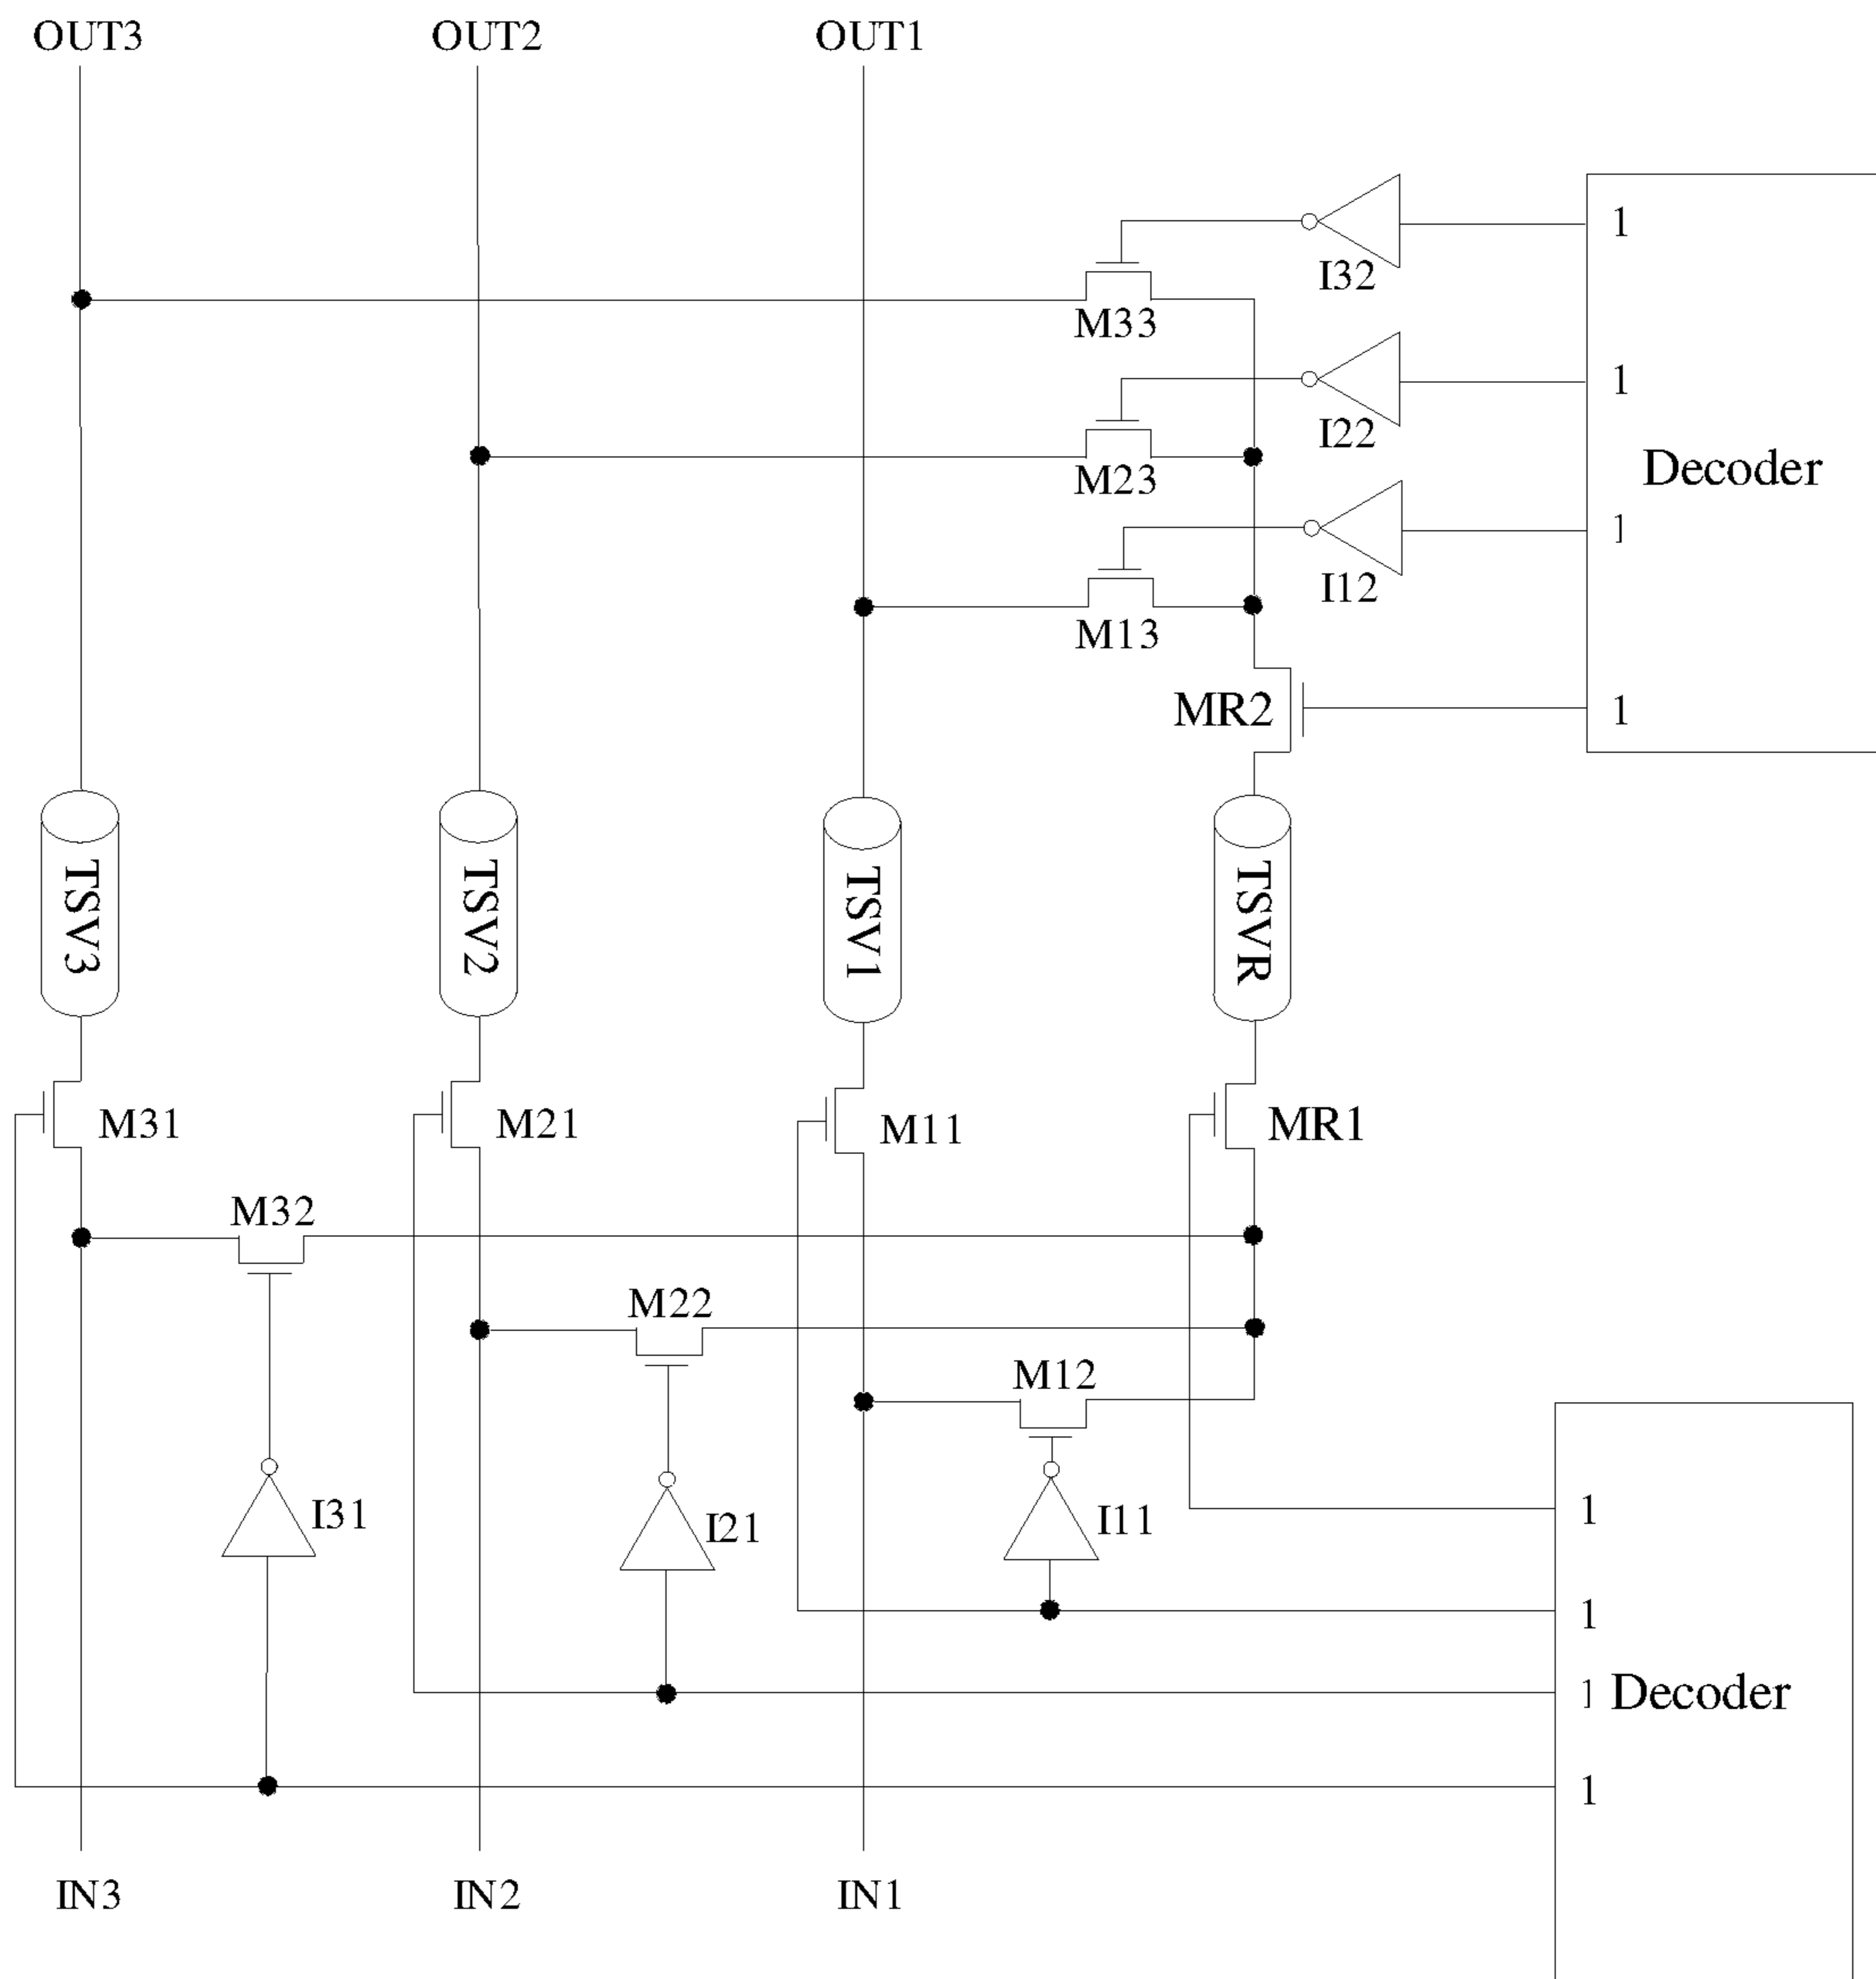 OUT3 OUT2 OUT1
1
I32
M33
1
I22
M23
Decoder
1
I12
M13
MR2
1
TSV3
TSV2
TSV1
TSVR
M31
M21
M11
MR1
M32
M22
M12
1
I31
I21
I11
1
1 Decoder
1
IN3 IN2 IN1